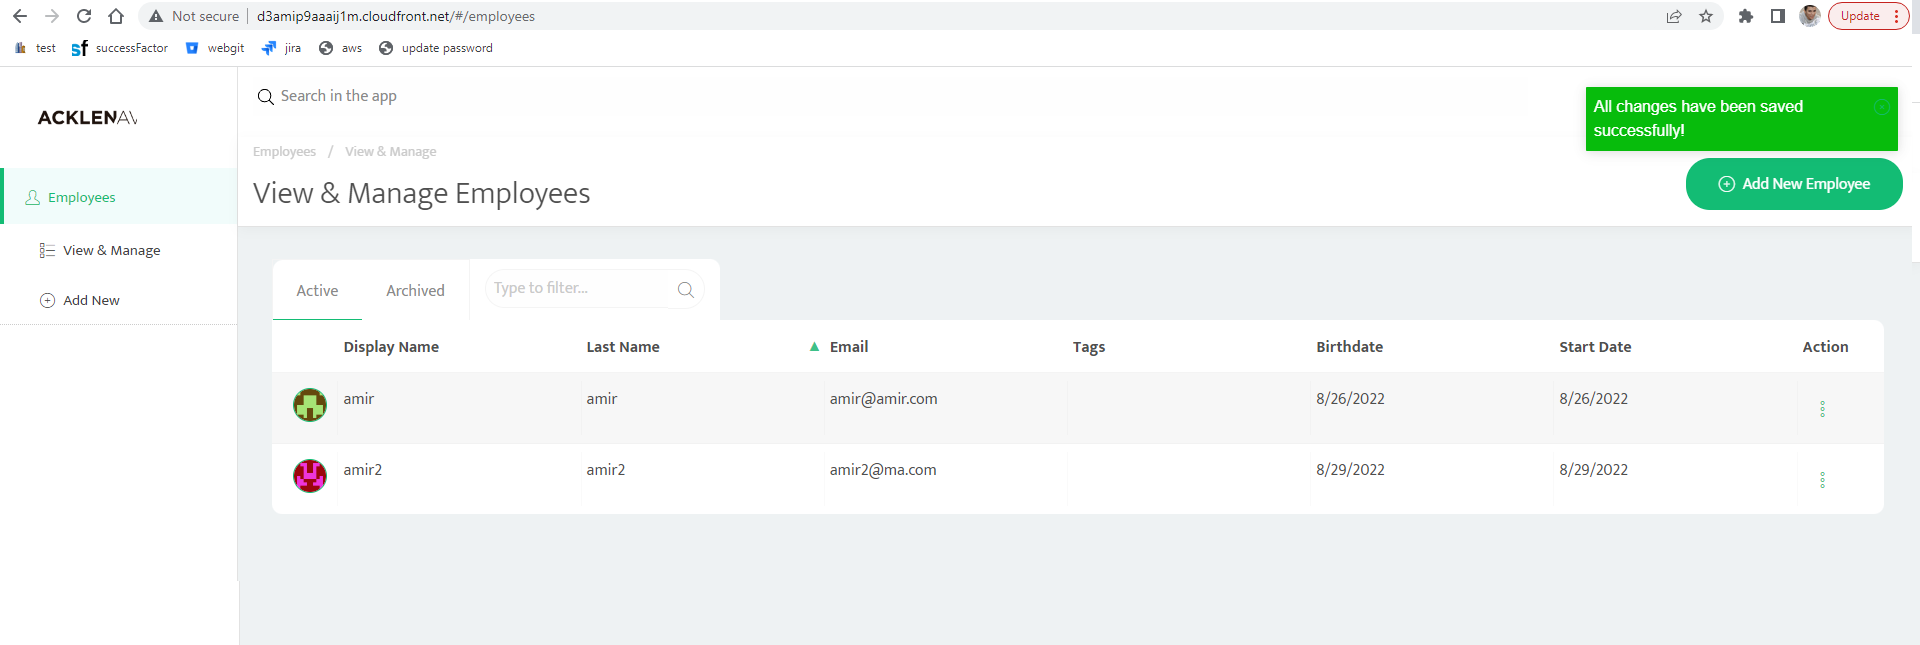 Not secure d3amip9aaaij1m.cloudfront.net/#/employees Update
test successFactor webgit jira aws update password
ACKLENAV
Search in the app
All changes have been saved
successfully!
Employees / View & Manage
View & Manage Employees
Add New Employee
Employees
View & Manage
Add New
Active Archived Type to filter...
Display Name Last Name Email Tags Birthdate Start Date Action
amir amir amir@amir.com 8/26/2022 8/26/2022
amir2 amir2 amir2@ma.com 8/29/2022 8/29/2022